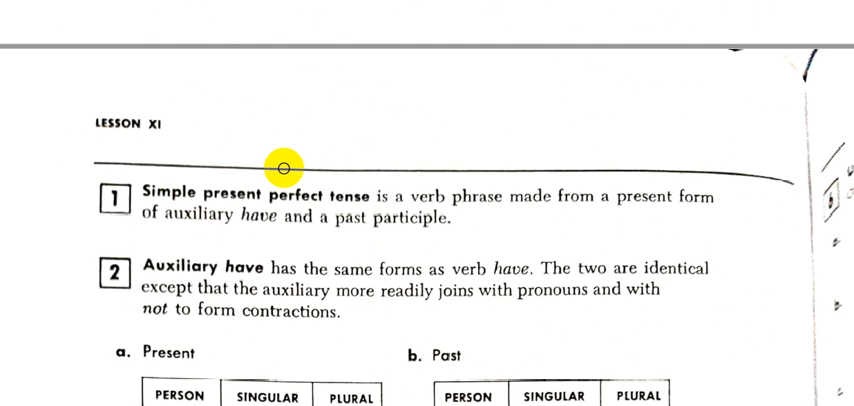 LESSON XI
1 Simple present perfect tense is a verb phrase made from a present form
of auxiliary have and a past participle.
2 Auxiliary have has the same forms as verb have. The two are identical
except that the auxiliary more readily joins with pronouns and with
not to form contractions.
a. Present b. Past
PERSON SINGULAR PLURAL PERSON SINGULAR PLURAL
6